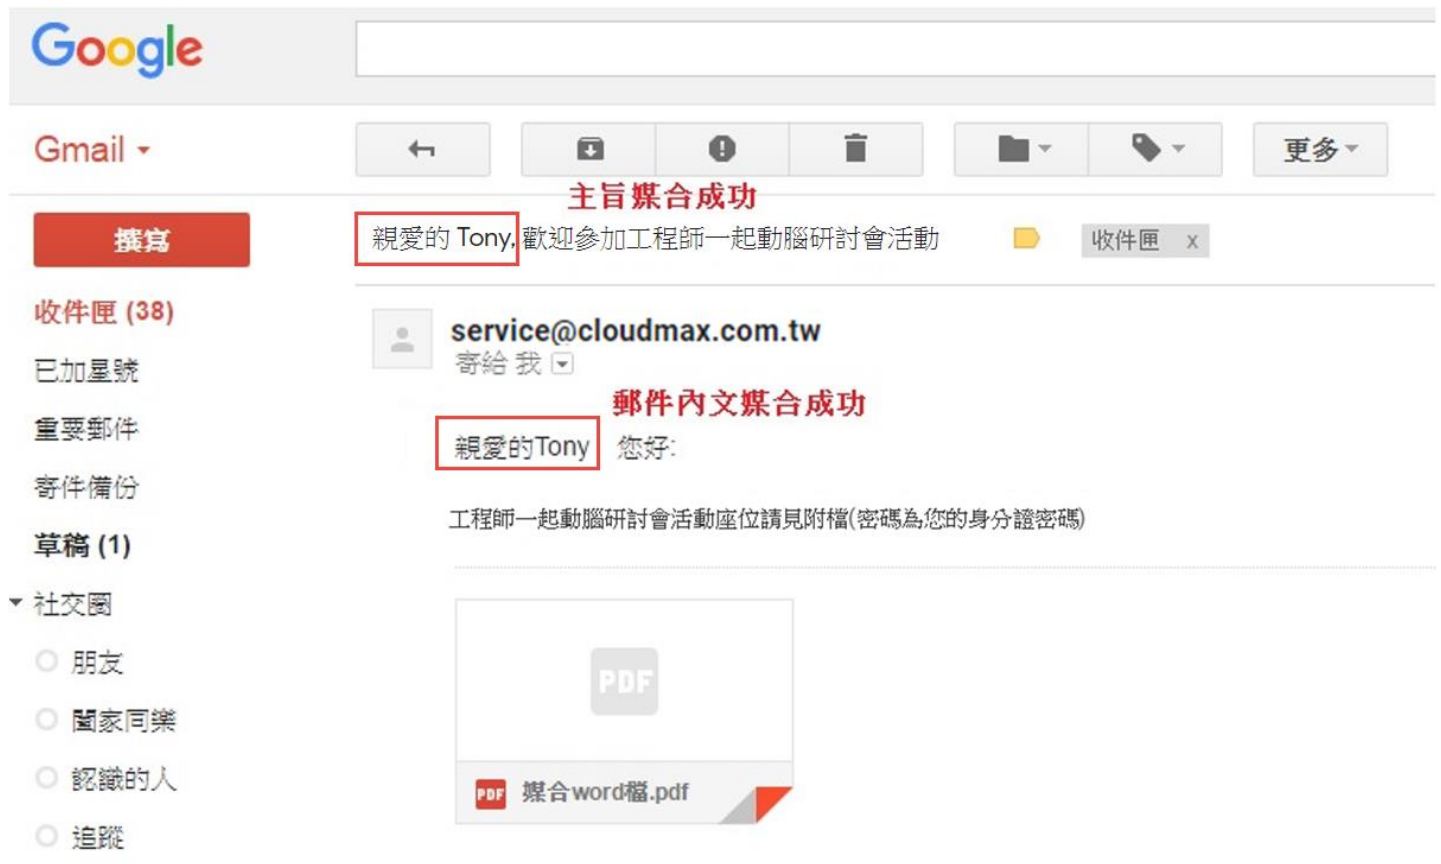 Google
Gmail
更多
主旨媒合成功
撰寫
親愛的 Tony, 歡迎參加工程師一起動腦研討會活動
收件匣 x
收件匣 (38)
service@cloudmax.com.tw
寄給 我
已加星號
郵件內文媒合成功
重要郵件
親愛的Tony 您好:
寄件備份
工程師一起動腦研討會活動座位請見附檔(密碼為您的身分證密碼)
草稿 (1)
社交圈
朋友
PDF
闔家同樂
認識的人
PDF 媒合word檔.pdf
追蹤